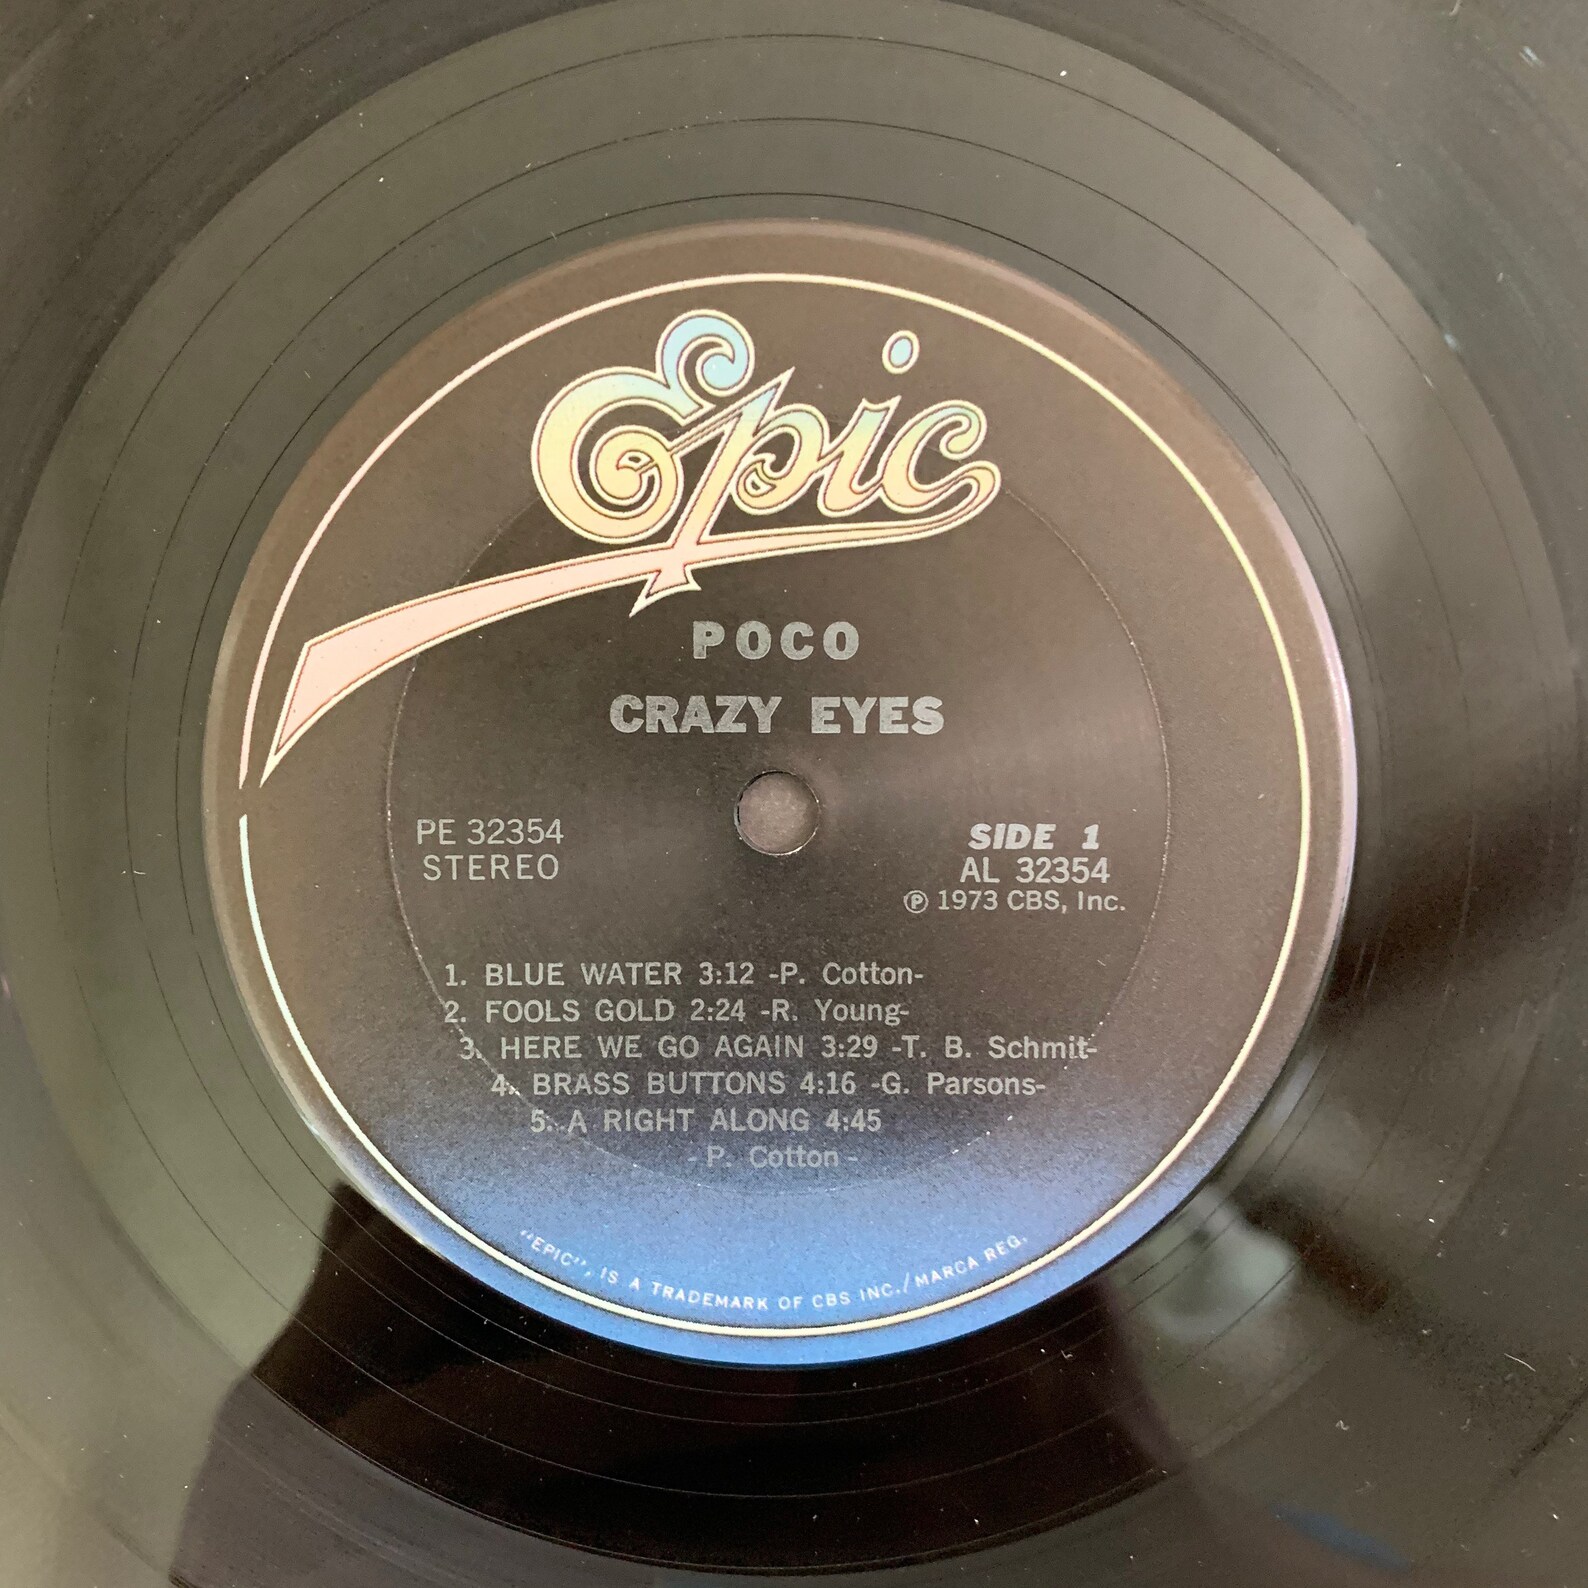 Epic
POCO
CRAZY EYES
PE 32354
STEREO
SIDE 1
AL 32354
Ⓟ 1973 CBS, Inc.
1. BLUE WATER 3:12 -P. Cotton-
2. FOOLS GOLD 2:24 -R. Young-
3. HERE WE GO AGAIN 3:29 -T. B. Schmit-
4. BRASS BUTTONS 4:16 -G. Parsons-
5. A RIGHT ALONG 4:45
- P. Cotton -
"EPIC", IS A TRADEMARK OF CBS INC./MARCA REG.